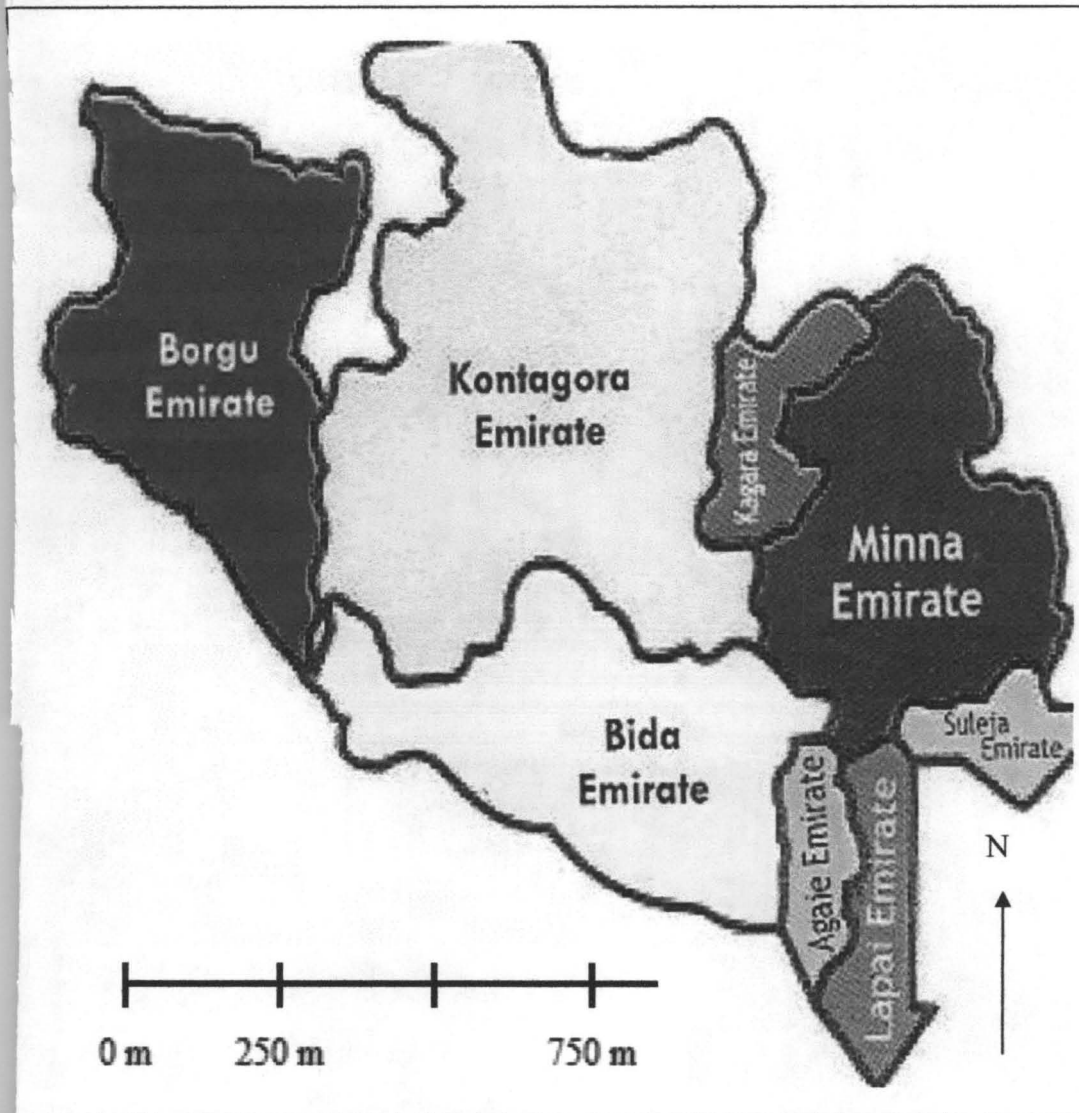 Borgu
Emirate
Kontagora
Emirate
Kagara Emirate
Minna
Emirate
Bida
Emirate
Suleja
Emirate
Agaie Emirate
Lapai Emirate
N
0 m
250 m
750 m